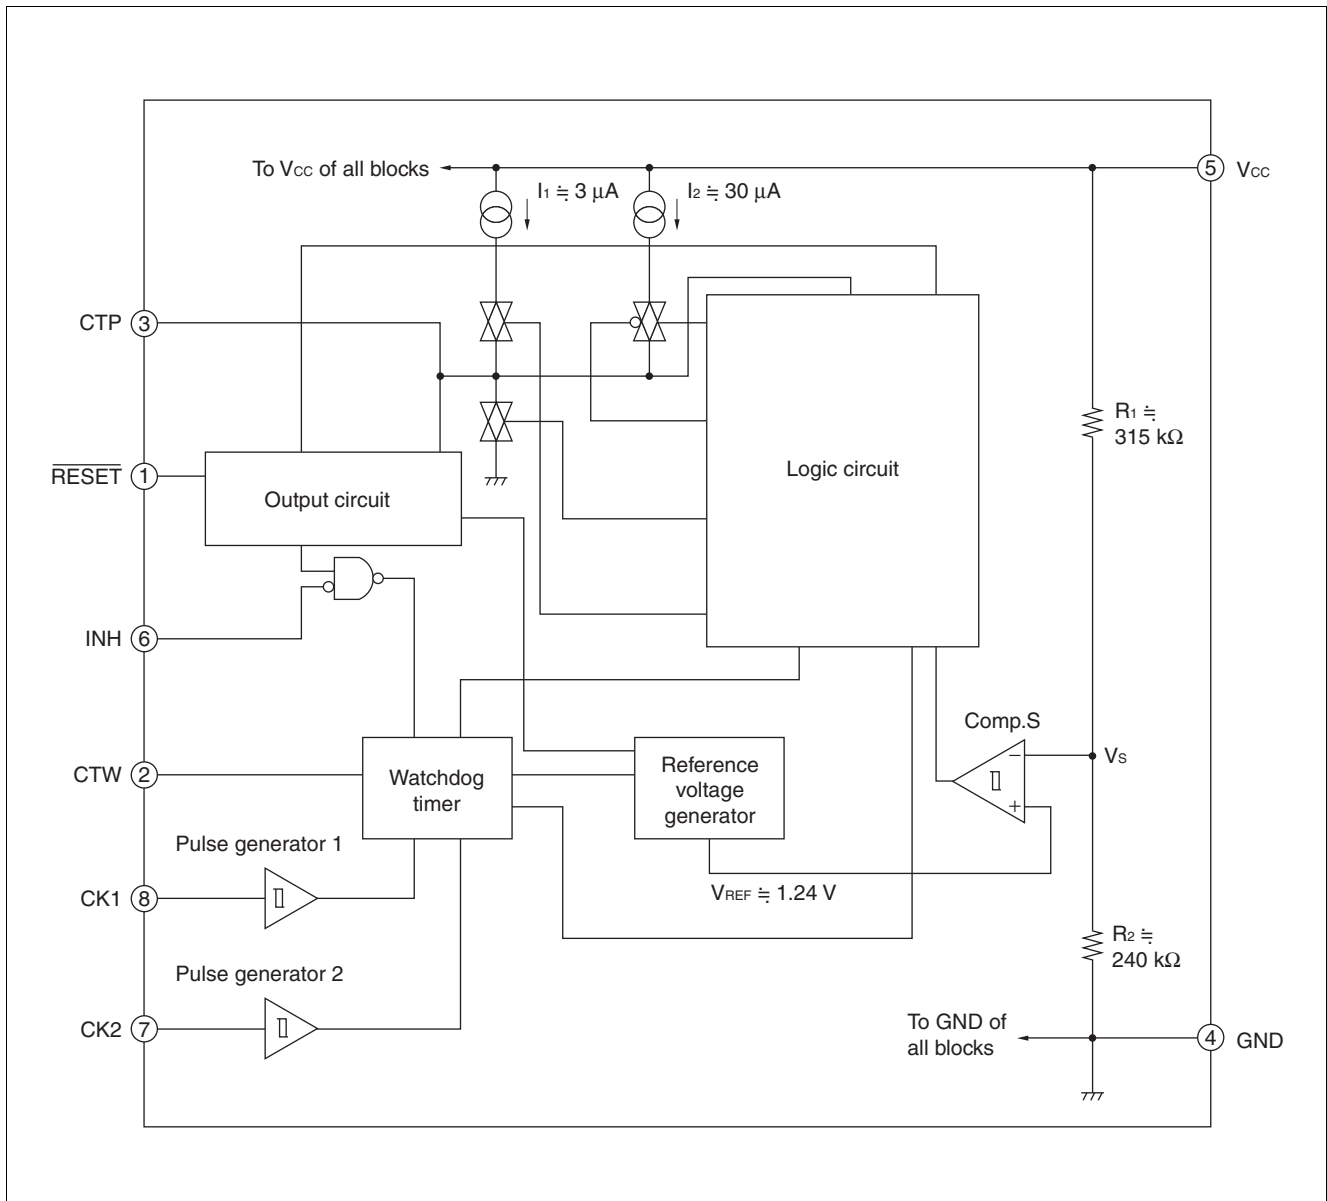 To VCC of all blocks
I1 ≒ 3 μA
I2 ≒ 30 μA
5
VCC
CTP
3
R1 ≒
315 kΩ
RESET
1
Output circuit
Logic circuit
INH
6
Comp.S
−
+
VS
CTW
2
Watchdog
timer
Reference
voltage
generator
Pulse generator 1
CK1
8
VREF ≒ 1.24 V
R2 ≒
240 kΩ
Pulse generator 2
CK2
7
To GND of
all blocks
4
GND